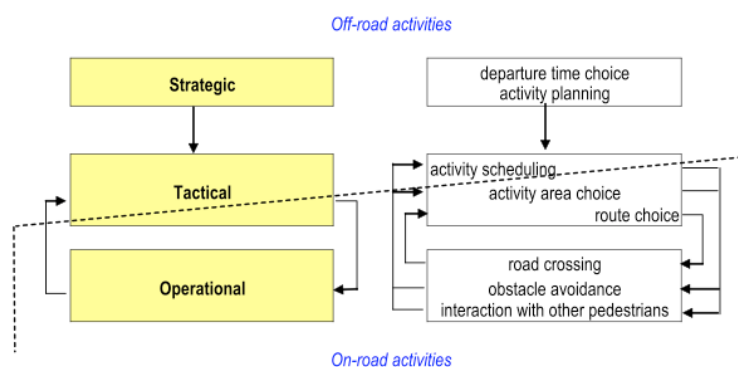 Off-road activities
Strategic
departure time choice
activity planning
Tactical
activity scheduling
activity area choice
route choice
Operational
road crossing
obstacle avoidance
interaction with other pedestrians
On-road activities